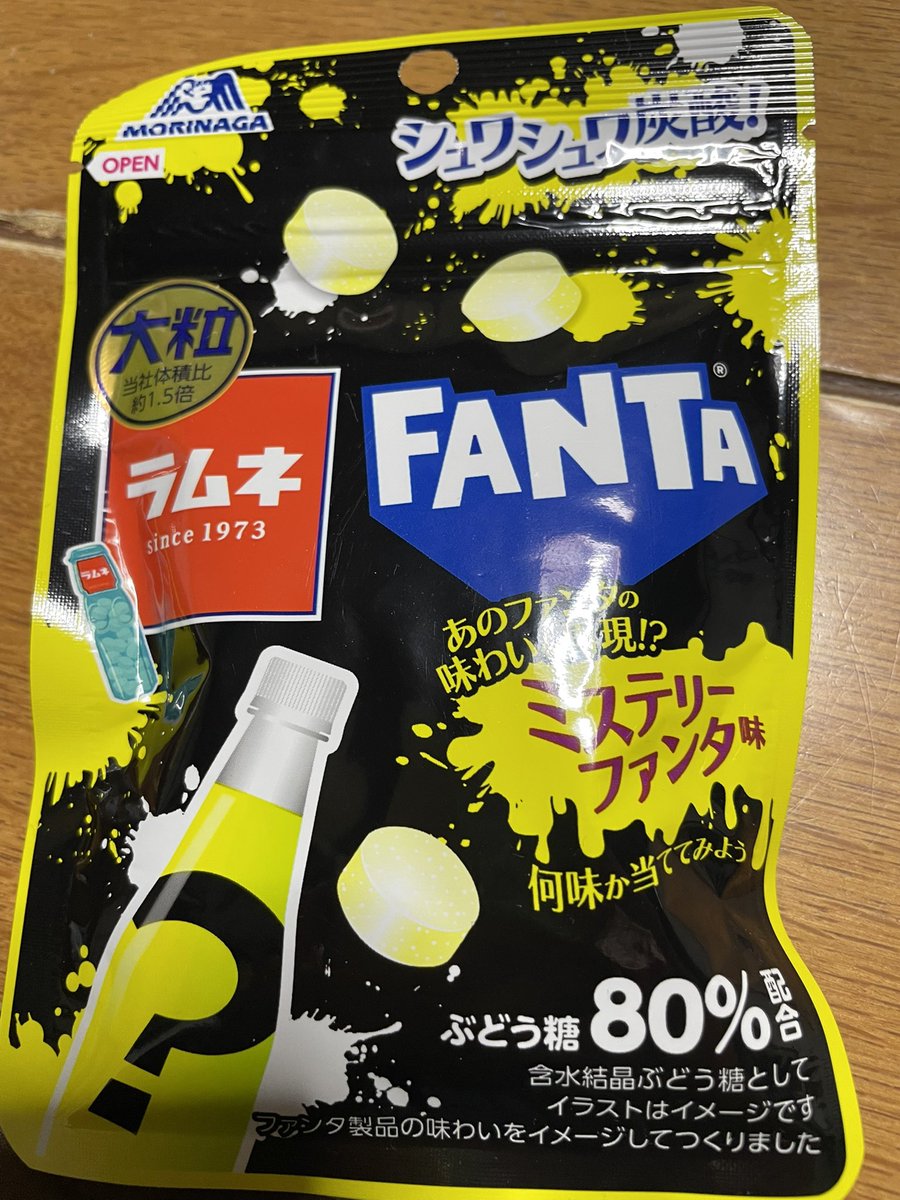 MORINAGA
OPEN
シュワシュワ炭酸!
大粒
当社体積比
約1.5倍
ラムネ
since 1973
FANTA®
ラムネ
あのファンタの
味わい 現!?
ミステリー
ファンタ味
何味か当ててみよう
?
ぶどう糖80%配合
含水結晶ぶどう糖として
イラストはイメージです
ファンタ製品の味わいをイメージしてつくりました